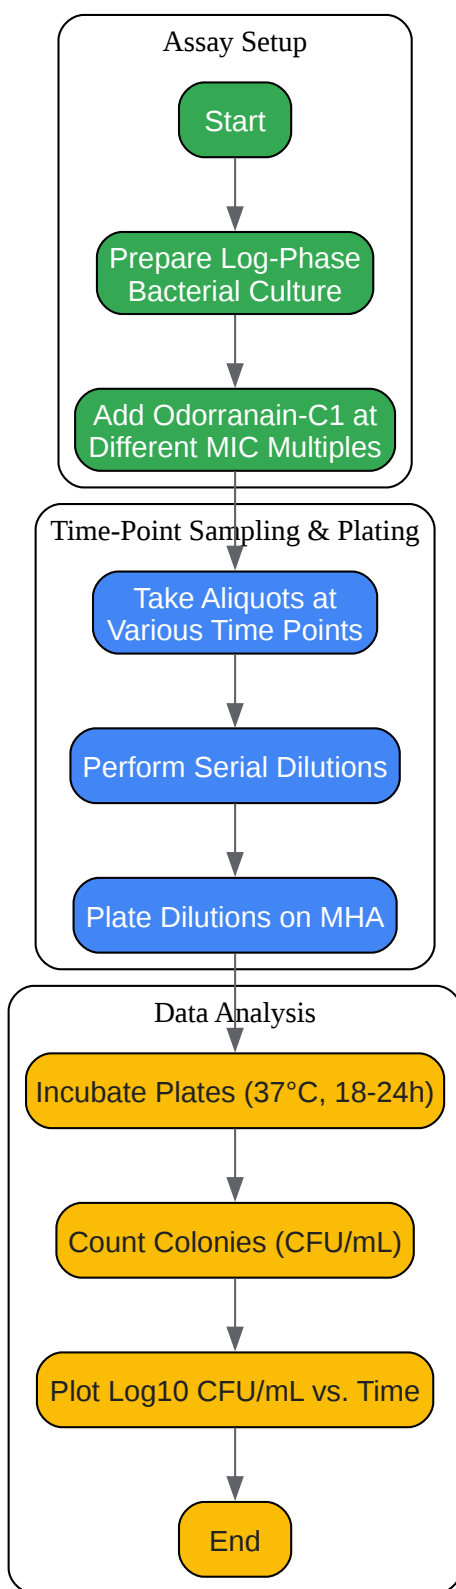 Assay Setup
Start
Prepare Log-Phase
Bacterial Culture
Add Odorranain-C1 at
Different MIC Multiples
Time-Point Sampling & Plating
Take Aliquots at
Various Time Points
Perform Serial Dilutions
Plate Dilutions on MHA
Data Analysis
Incubate Plates (37°C, 18-24h)
Count Colonies (CFU/mL)
Plot Log10 CFU/mL vs. Time
End